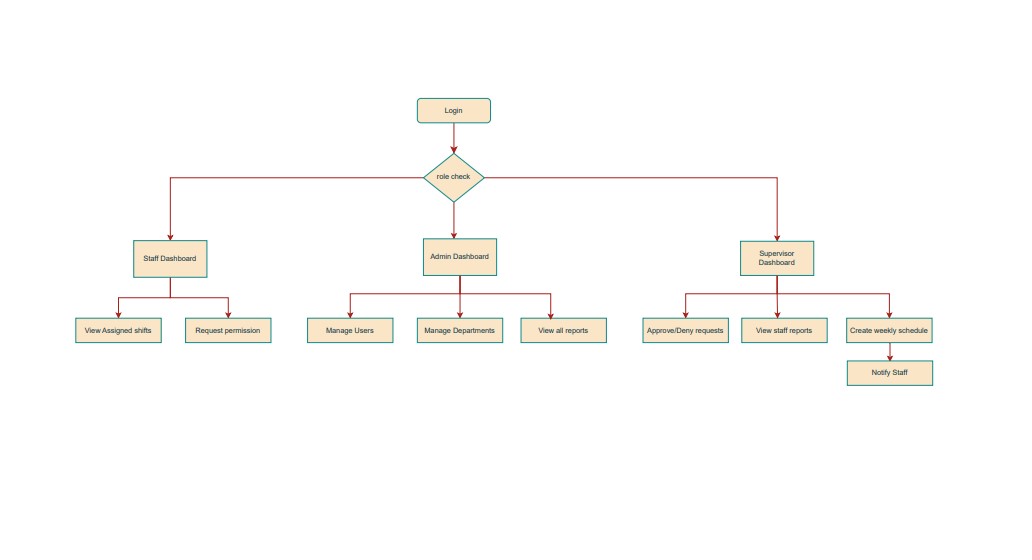 Login
role check
Staff Dashboard
Admin Dashboard
Supervisor
Dashboard
View Assigned shifts
Request permission
Manage Users
Manage Departments
View all reports
Approve/Deny requests
View staff reports
Create weekly schedule
Notify Staff